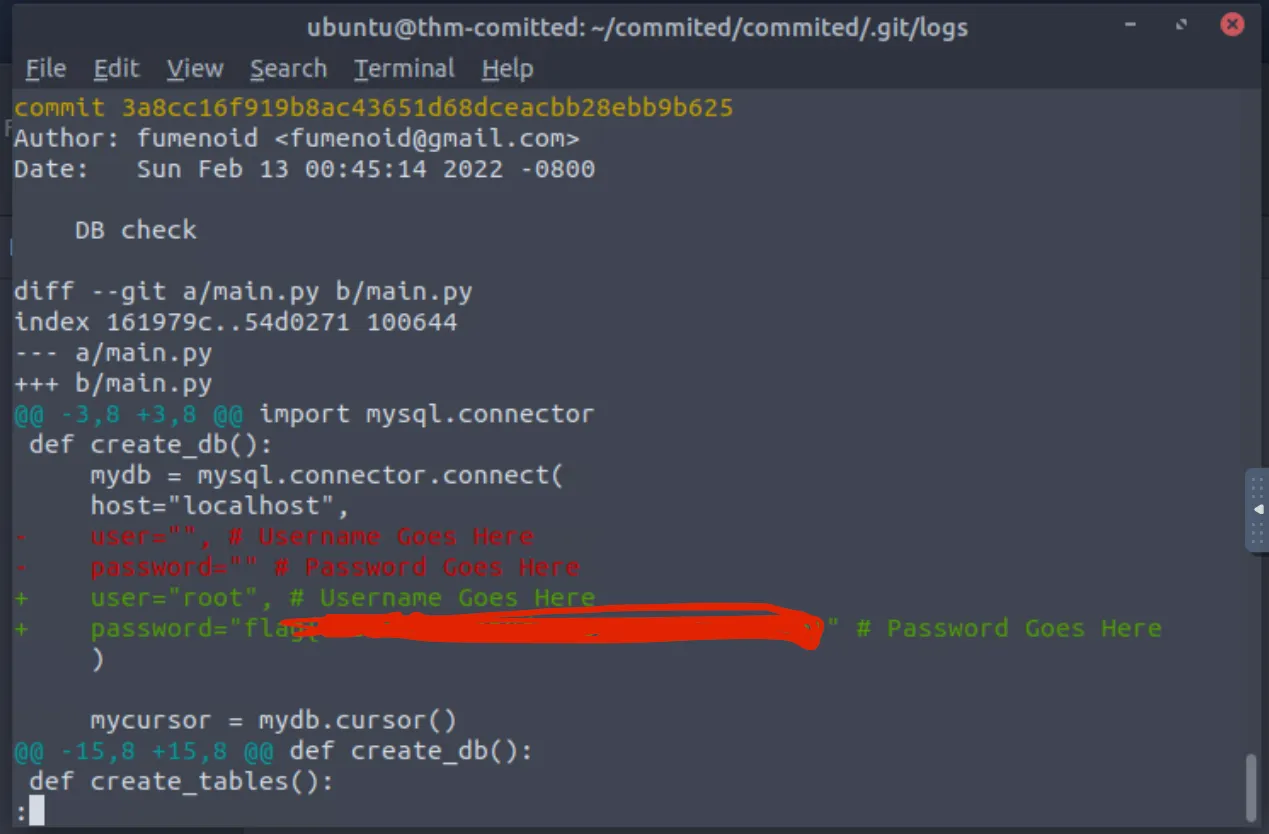 ubuntu@thm-comitted: ~/commited/commited/.git/logs
File Edit View Search Terminal Help
commit 3a8cc16f919b8ac43651d68dceacbb28ebb9b625
Author: fumenoid <fumenoid@gmail.com>
Date:   Sun Feb 13 00:45:14 2022 -0800
    DB check
diff --git a/main.py b/main.py
index 161979c..54d0271 100644
--- a/main.py
+++ b/main.py
@@ -3,8 +3,8 @@ import mysql.connector
 def create_db():
     mydb = mysql.connector.connect(
     host="localhost",
-    user="", # Username Goes Here
-    password="" # Password Goes Here
+    user="root", # Username Goes Here
+    password="flag{ " # Password Goes Here
     )
     mycursor = mydb.cursor()
@@ -15,8 +15,8 @@ def create_db():
 def create_tables():
: